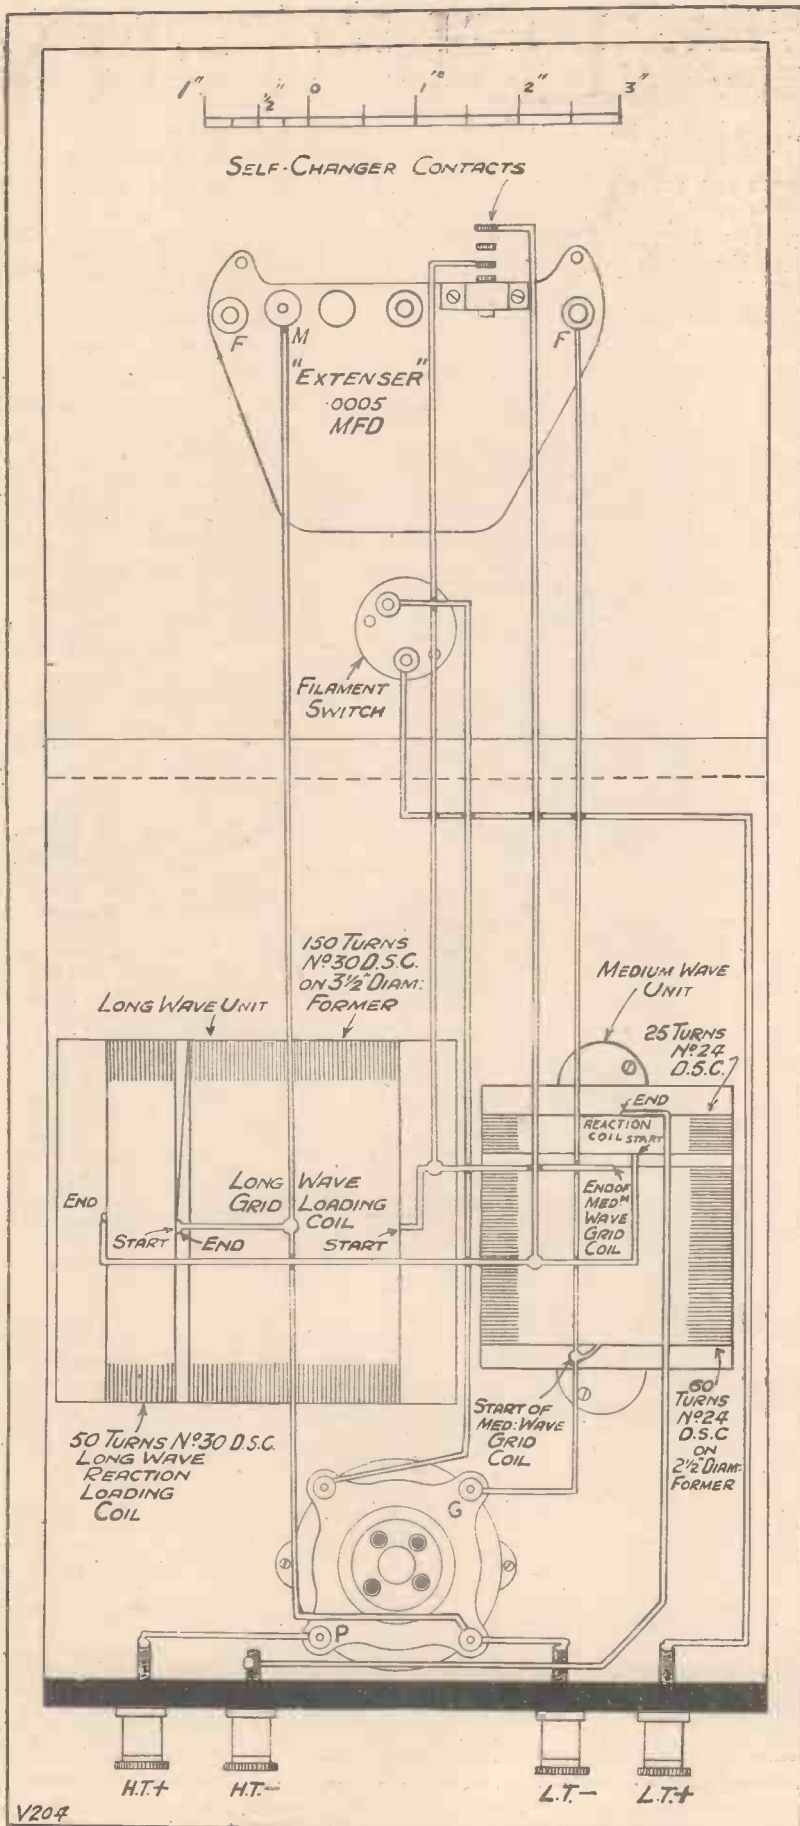 1" ½" 0 1" 2" 3"
SELF-CHANGER CONTACTS
F
M
F
"EXTENSER"
.0005
MFD
FILAMENT
SWITCH
150 TURNS
Nº30 D.S.C.
ON 3½" DIAM:
FORMER
LONG WAVE UNIT
MEDIUM WAVE
UNIT
25 TURNS
Nº24
D.S.C.
END
REACTION
COIL START
LONG WAVE
GRID LOADING
COIL
END
START
END
START
END OF
MEDM
WAVE
GRID
COIL
START OF
MED: WAVE
GRID
COIL
60
TURNS
Nº24
D.S.C
ON
2½" DIAM:
FORMER
50 TURNS Nº30 D.S.C.
LONG WAVE
REACTION
LOADING
COIL
G
P
H.T.+ H.T.- L.T.- L.T.+
V204